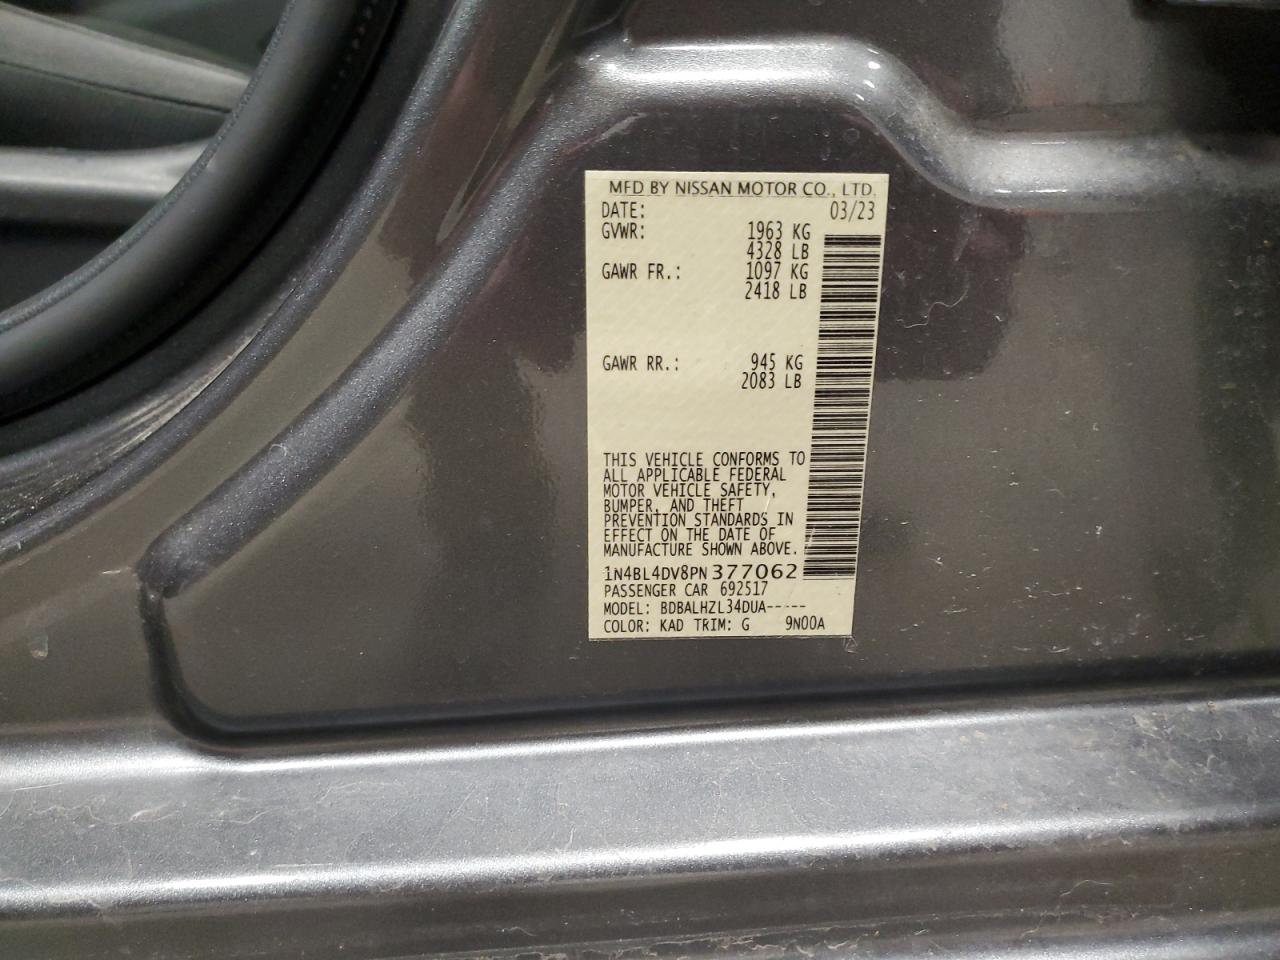 MFD BY NISSAN MOTOR CO., LTD.
DATE: 03/23
GVWR: 1963 KG
4328 LB
GAWR FR.: 1097 KG
2418 LB
GAWR RR.: 945 KG
2083 LB
THIS VEHICLE CONFORMS TO
ALL APPLICABLE FEDERAL
MOTOR VEHICLE SAFETY,
BUMPER, AND THEFT
PREVENTION STANDARDS IN
EFFECT ON THE DATE OF
MANUFACTURE SHOWN ABOVE.
1N4BL4DV8PN377062
PASSENGER CAR 692517
MODEL: BDBALHZL34DUA-----
COLOR: KAD TRIM: G 9N00A